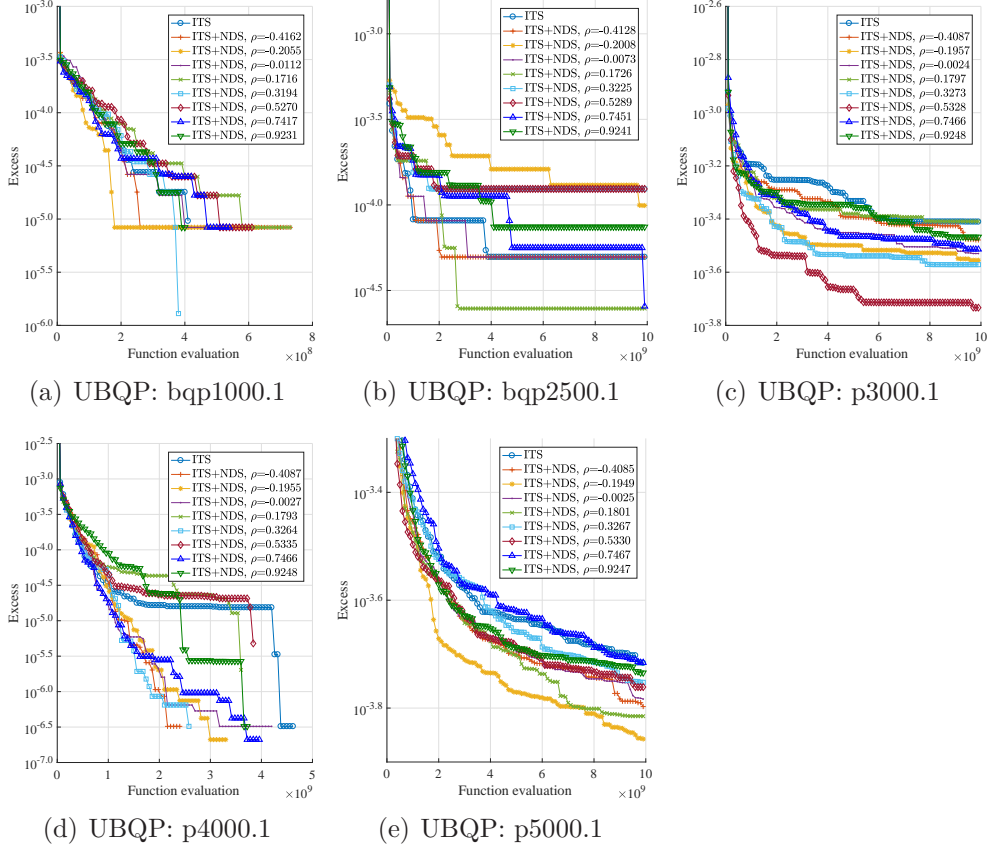 10^-3.0
10^-3.5
10^-4.0
10^-4.5
10^-5.0
10^-5.5
10^-6.0
Excess
0 2 4 6 8
Function evaluation
×10^8
ITS
ITS+NDS, ρ=-0.4162
ITS+NDS, ρ=-0.2055
ITS+NDS, ρ=-0.0112
ITS+NDS, ρ=0.1716
ITS+NDS, ρ=0.3194
ITS+NDS, ρ=0.5270
ITS+NDS, ρ=0.7417
ITS+NDS, ρ=0.9231
(a) UBQP: bqp1000.1
10^-3.0
10^-3.5
10^-4.0
10^-4.5
Excess
0 2 4 6 8 10
Function evaluation
×10^9
ITS
ITS+NDS, ρ=-0.4128
ITS+NDS, ρ=-0.2008
ITS+NDS, ρ=-0.0073
ITS+NDS, ρ=0.1726
ITS+NDS, ρ=0.3225
ITS+NDS, ρ=0.5289
ITS+NDS, ρ=0.7451
ITS+NDS, ρ=0.9241
(b) UBQP: bqp2500.1
10^-2.6
10^-2.8
10^-3.0
10^-3.2
10^-3.4
10^-3.6
10^-3.8
Excess
0 2 4 6 8 10
Function evaluation
×10^9
ITS
ITS+NDS, ρ=-0.4087
ITS+NDS, ρ=-0.1957
ITS+NDS, ρ=-0.0024
ITS+NDS, ρ=0.1797
ITS+NDS, ρ=0.3273
ITS+NDS, ρ=0.5328
ITS+NDS, ρ=0.7466
ITS+NDS, ρ=0.9248
(c) UBQP: p3000.1
10^-2.5
10^-3.0
10^-3.5
10^-4.0
10^-4.5
10^-5.0
10^-5.5
10^-6.0
10^-6.5
10^-7.0
Excess
0 1 2 3 4 5
Function evaluation
×10^9
ITS
ITS+NDS, ρ=-0.4087
ITS+NDS, ρ=-0.1955
ITS+NDS, ρ=-0.0027
ITS+NDS, ρ=0.1793
ITS+NDS, ρ=0.3264
ITS+NDS, ρ=0.5335
ITS+NDS, ρ=0.7466
ITS+NDS, ρ=0.9248
(d) UBQP: p4000.1
10^-3.4
10^-3.6
10^-3.8
Excess
0 2 4 6 8 10
Function evaluation
×10^9
ITS
ITS+NDS, ρ=-0.4085
ITS+NDS, ρ=-0.1949
ITS+NDS, ρ=-0.0025
ITS+NDS, ρ=0.1801
ITS+NDS, ρ=0.3267
ITS+NDS, ρ=0.5330
ITS+NDS, ρ=0.7467
ITS+NDS, ρ=0.9247
(e) UBQP: p5000.1